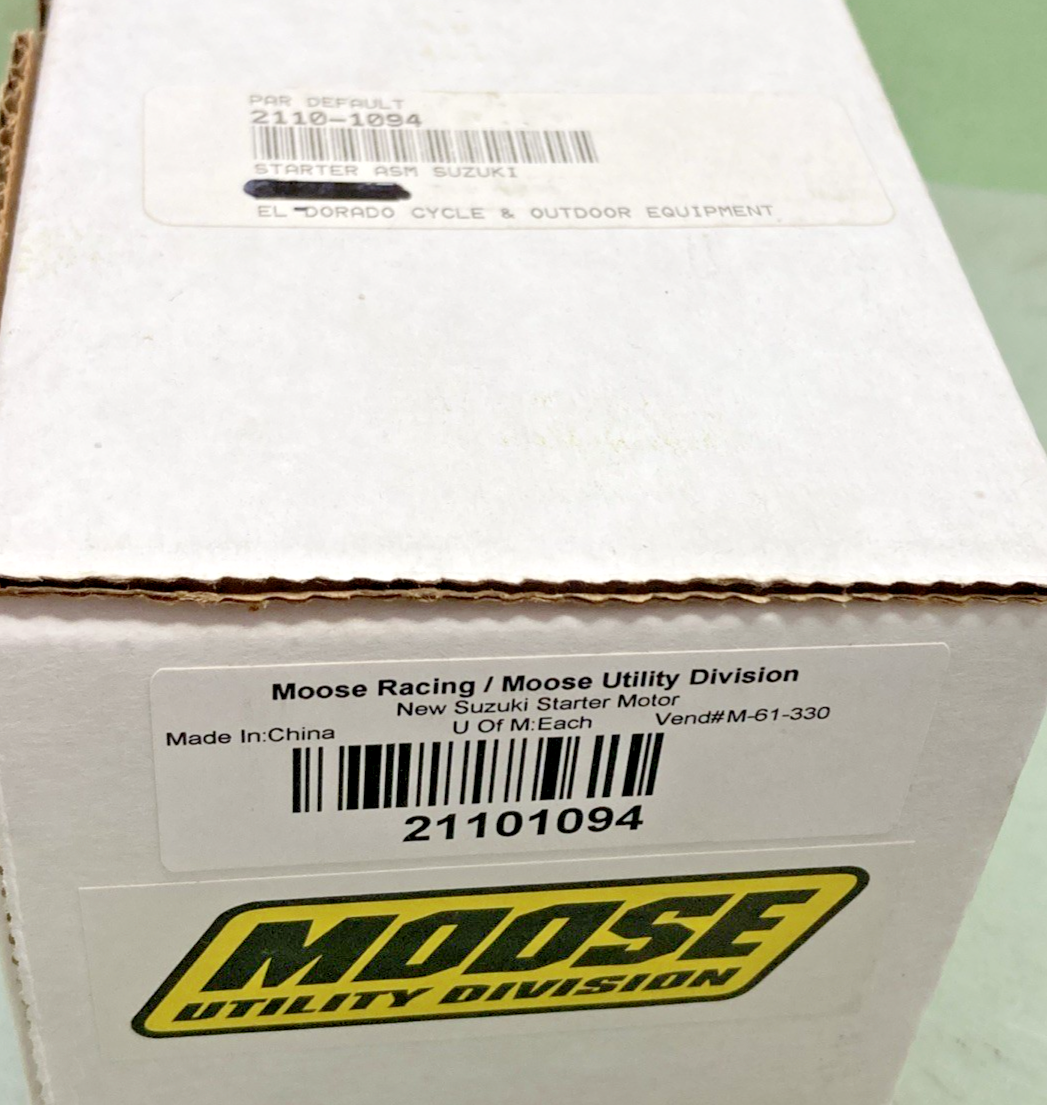 PAR DEFAULT
2110-1094
STARTER ASM SUZUKI
EL DORADO CYCLE & OUTDOOR EQUIPMENT
Moose Racing / Moose Utility Division
New Suzuki Starter Motor
Made In:China U Of M:Each Vend#M-61-330
21101094
MOOSE
UTILITY DIVISION